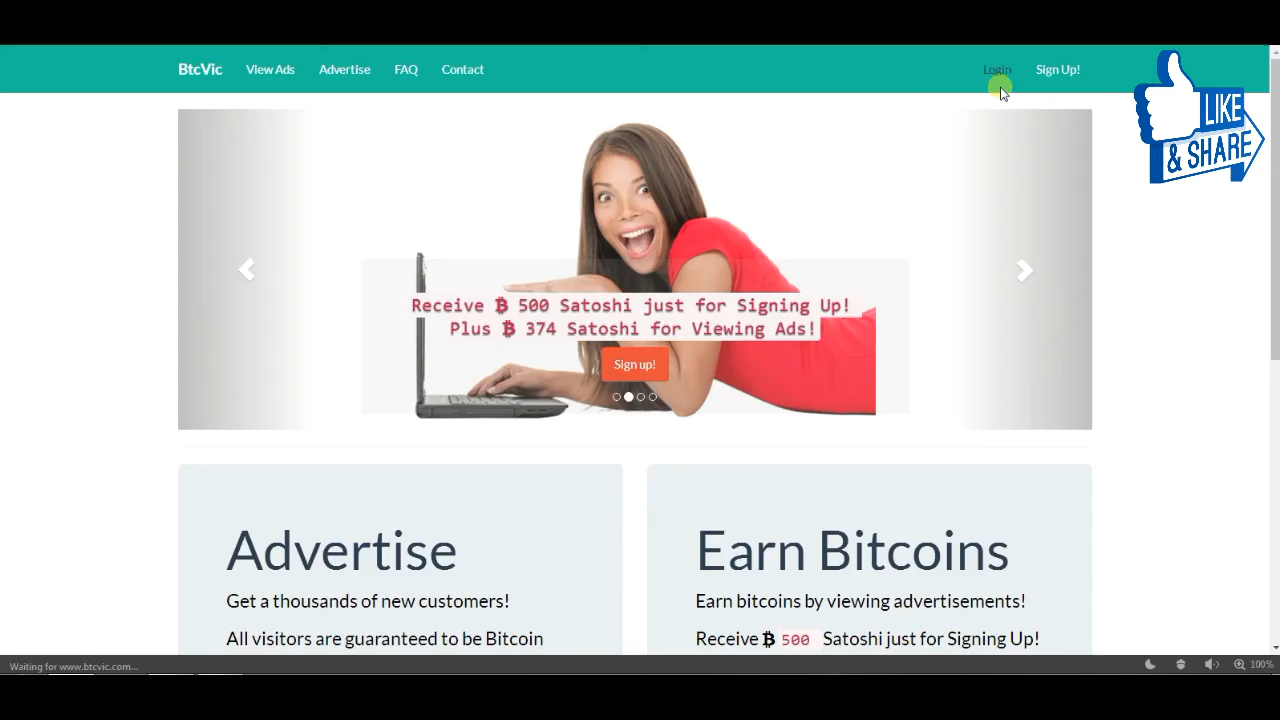 BtcVic View Ads Advertise FAQ Contact Login Sign Up!
LIKE
& SHARE
Receive ₿ 500 Satoshi just for Signing Up!
Plus ₿ 374 Satoshi for Viewing Ads!
Sign up!
Advertise
Get a thousands of new customers!
All visitors are guaranteed to be Bitcoin
Earn Bitcoins
Earn bitcoins by viewing advertisements!
Receive ₿ 500 Satoshi just for Signing Up!
Waiting for www.btcvic.com...
100%